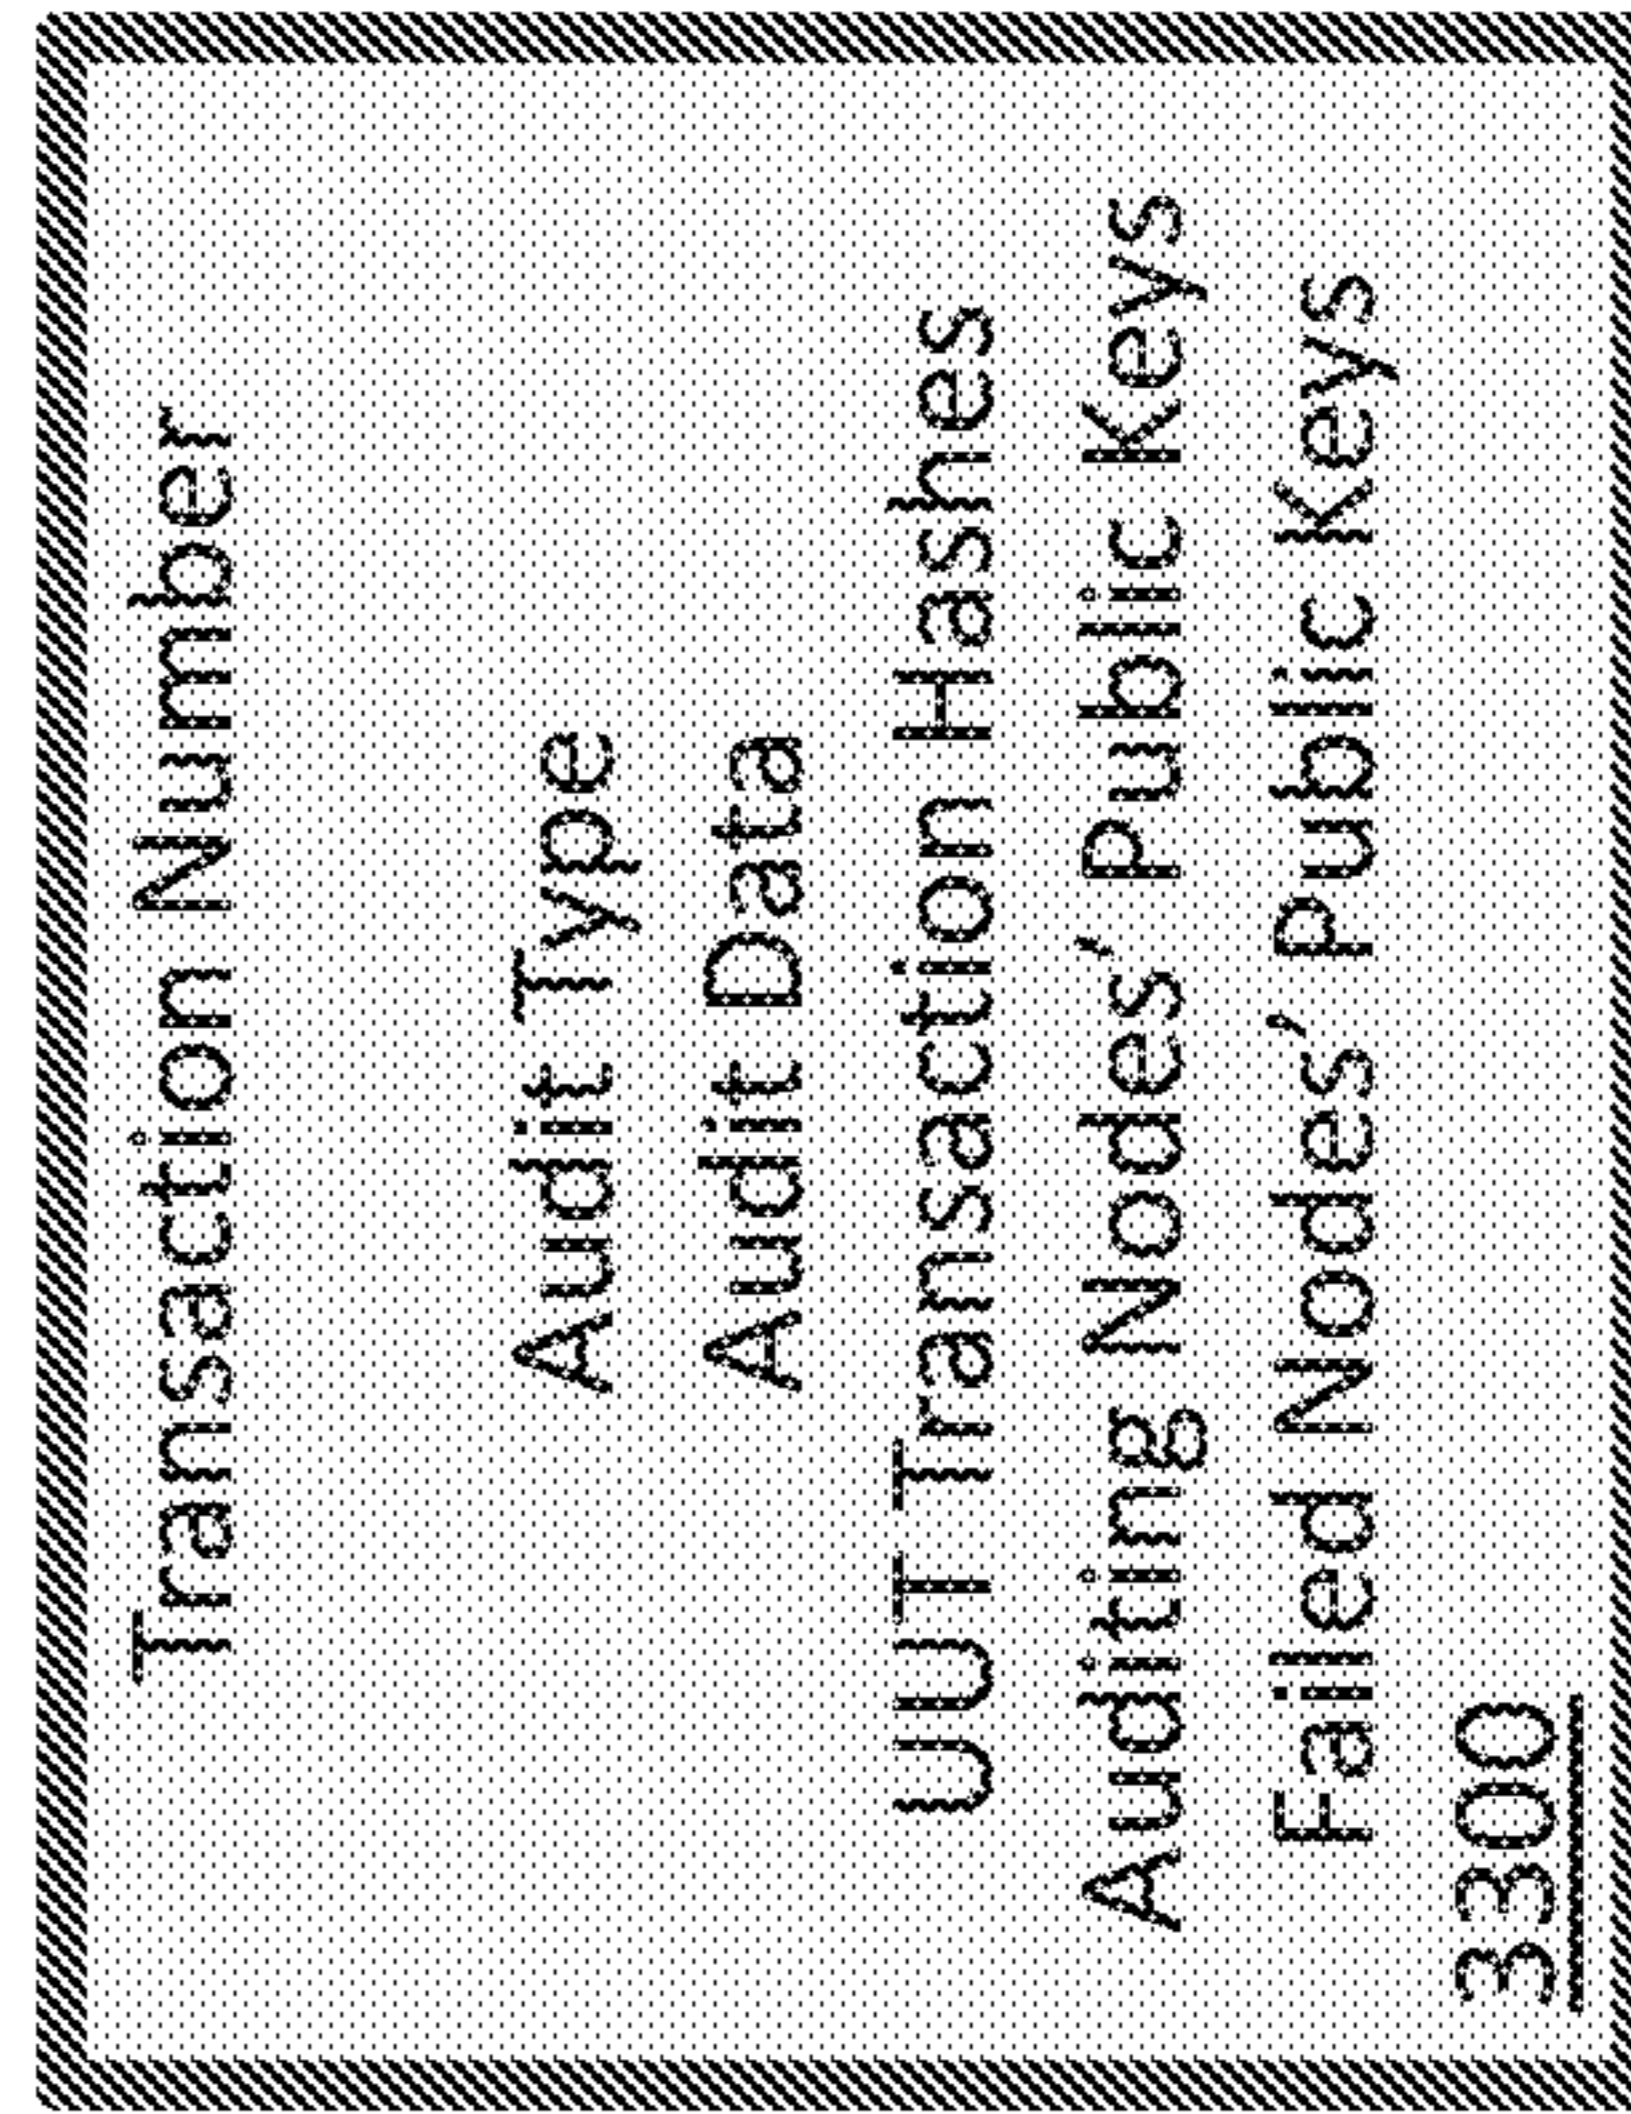 Transaction Number
Audit Type
Audit Data
UUT Transaction Hashes
Auditing Nodes’ Public Keys
Failed Nodes’ Public Keys
3300